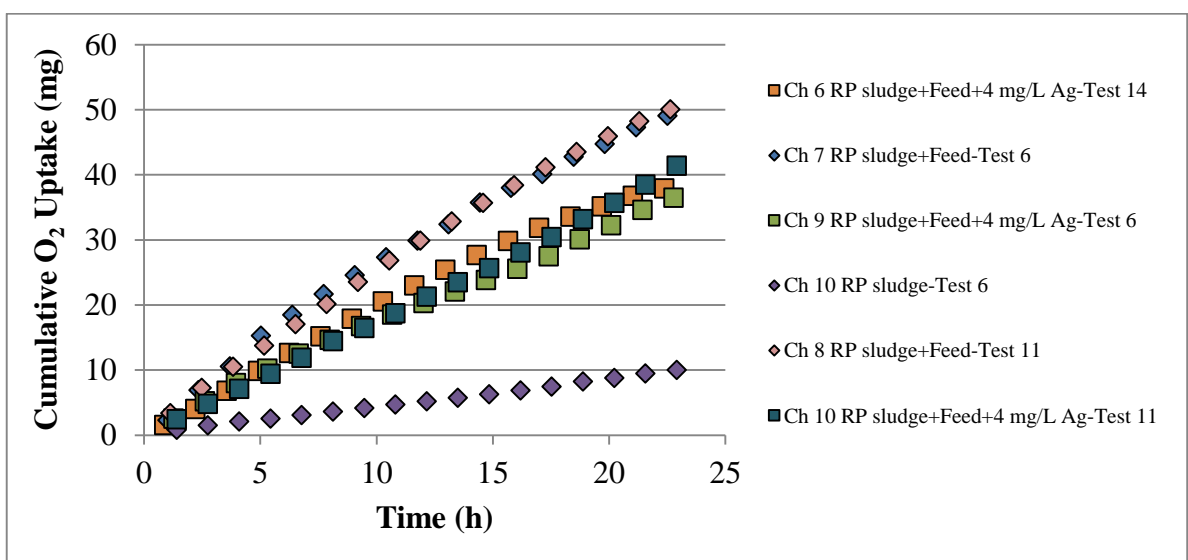 Cumulative O2 Uptake (mg)
60
50
40
30
20
10
0
0 5 10 15 20 25
Time (h)
Ch 6 RP sludge+Feed+4 mg/L Ag-Test 14
Ch 7 RP sludge+Feed-Test 6
Ch 9 RP sludge+Feed+4 mg/L Ag-Test 6
Ch 10 RP sludge-Test 6
Ch 8 RP sludge+Feed-Test 11
Ch 10 RP sludge+Feed+4 mg/L Ag-Test 11